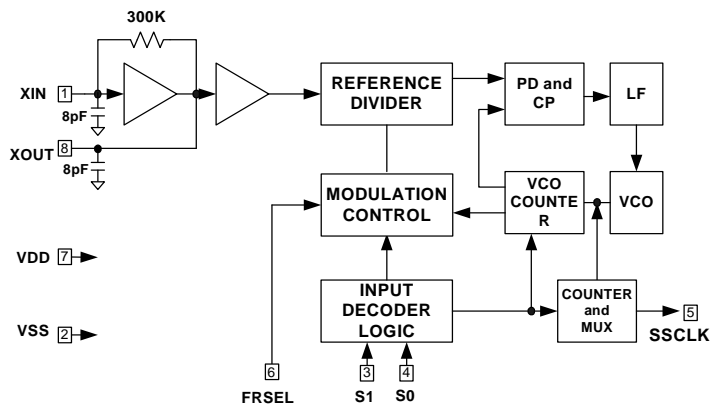 300K
XIN
1
8pF
XOUT
8
8pF
REFERENCE
DIVIDER
PD and
CP
LF
MODULATION
CONTROL
VCO
COUNTE
R
VCO
VDD
7
VSS
2
INPUT
DECODER
LOGIC
COUNTER
and
MUX
5
SSCLK
6
FRSEL
3
S1
4
S0